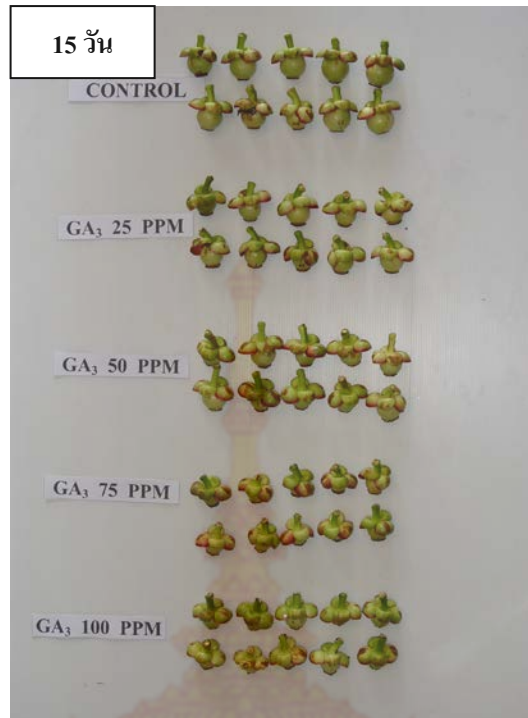 15 วัน
CONTROL
GA₃ 25 PPM
GA₃ 50 PPM
GA₃ 75 PPM
GA₃ 100 PPM